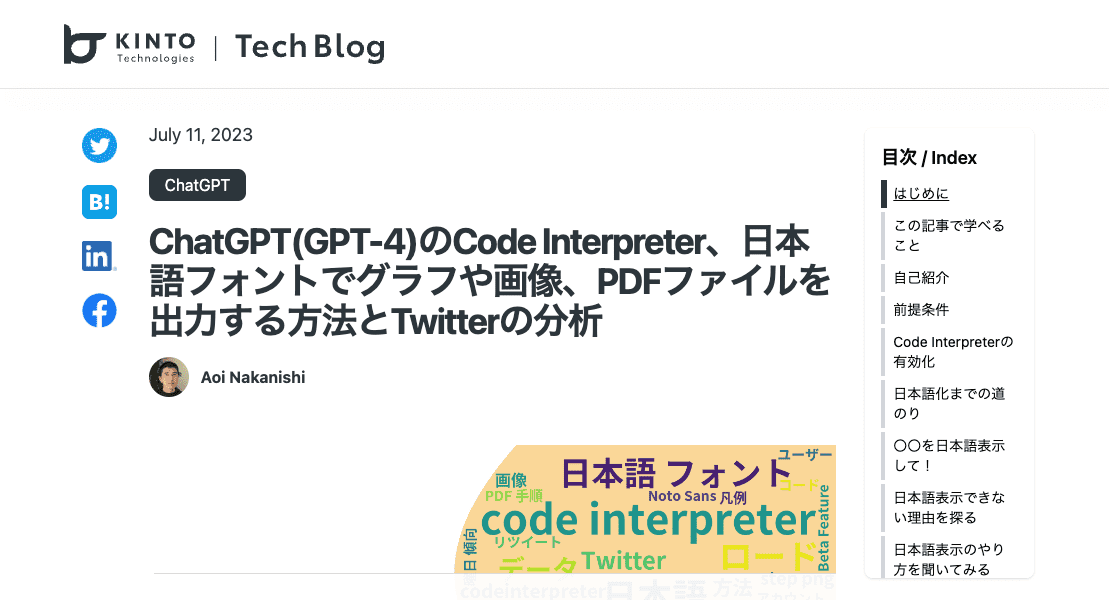 KINTO
Technologies
Tech Blog
July 11, 2023
ChatGPT
ChatGPT(GPT-4)のCode Interpreter、日本
語フォントでグラフや画像、PDFファイルを
出力する方法とTwitterの分析
Aoi Nakanishi
B!
in
目次 / Index
はじめに
この記事で学べる
こと
自己紹介
前提条件
Code Interpreterの
有効化
日本語化までの道
のり
〇〇を日本語表示
して！
日本語表示できな
い理由を探る
日本語表示のやり
方を聞いてみる
ユーザー
日本語 フォント
画像
コード
PDF 手順
Noto Sans 凡例
code interpreter
Beta Feature
リツイート
日 傾向
Twitter
ロード
データ
step png
codeinterpreter
日本語
方法
アカウント